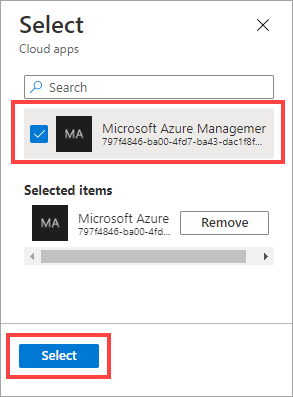 Select
Cloud apps
Search
MA
Microsoft Azure Managemer
797f4846-ba00-4fd7-ba43-dac1f8f...
Selected items
MA
Microsoft Azure
797f4846-ba00-4fd...
Remove
Select